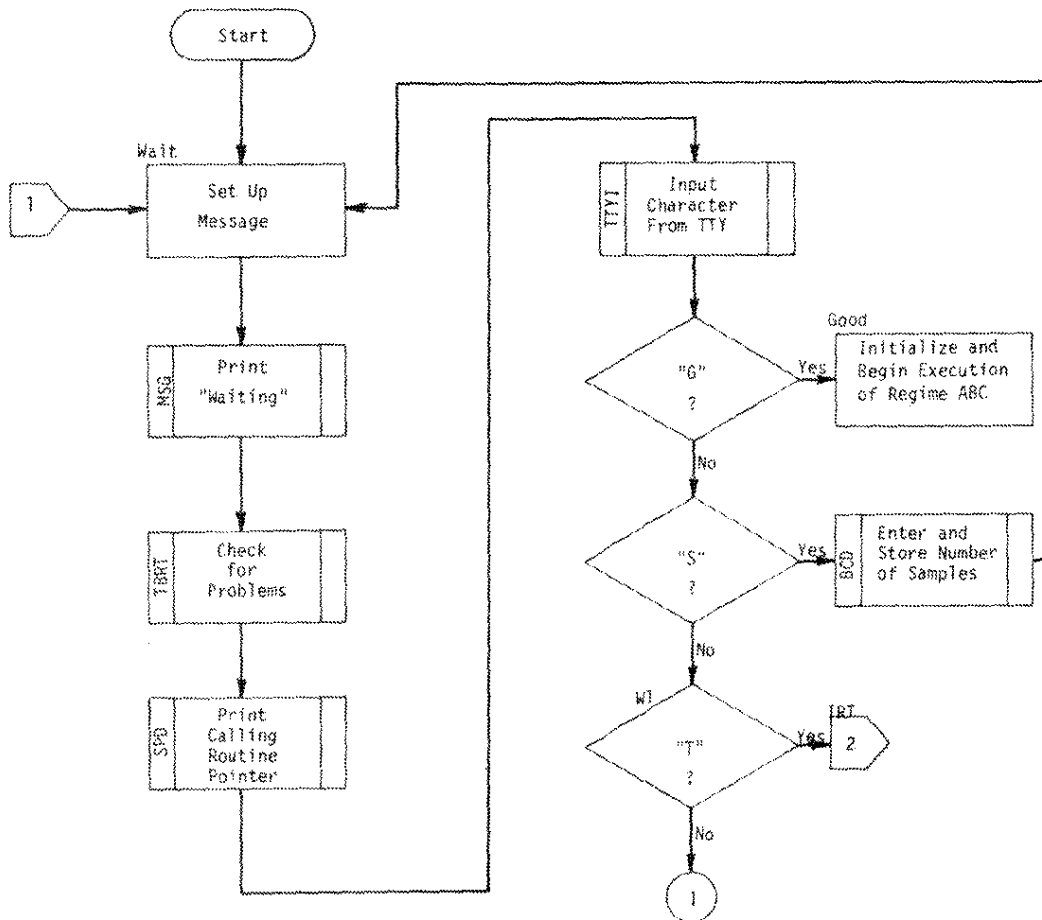 Start
Wait
1
Set Up
Message
MSG
Print
"Waiting"
TBRT
Check
for
Problems
SPD
Print
Calling
Routine
Pointer
TTYI
Input
Character
From TTY
"G"
?
Yes
Good
Initialize and
Begin Execution
of Regime ABC
No
"S"
?
Yes
BCD
Enter and
Store Number
of Samples
No
W1
"T"
?
Yes
2
No
1